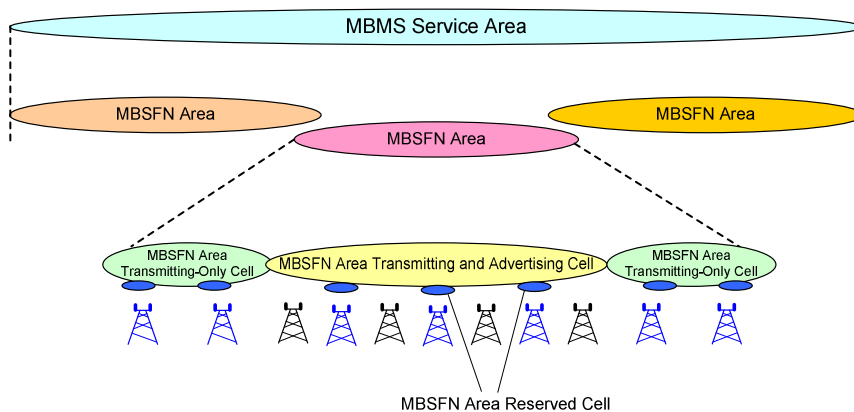 MBMS Service Area
MBSFN Area
MBSFN Area
MBSFN Area
MBSFN Area
Transmitting-Only Cell
MBSFN Area Transmitting and Advertising Cell
MBSFN Area
Transmitting-Only Cell
MBSFN Area Reserved Cell